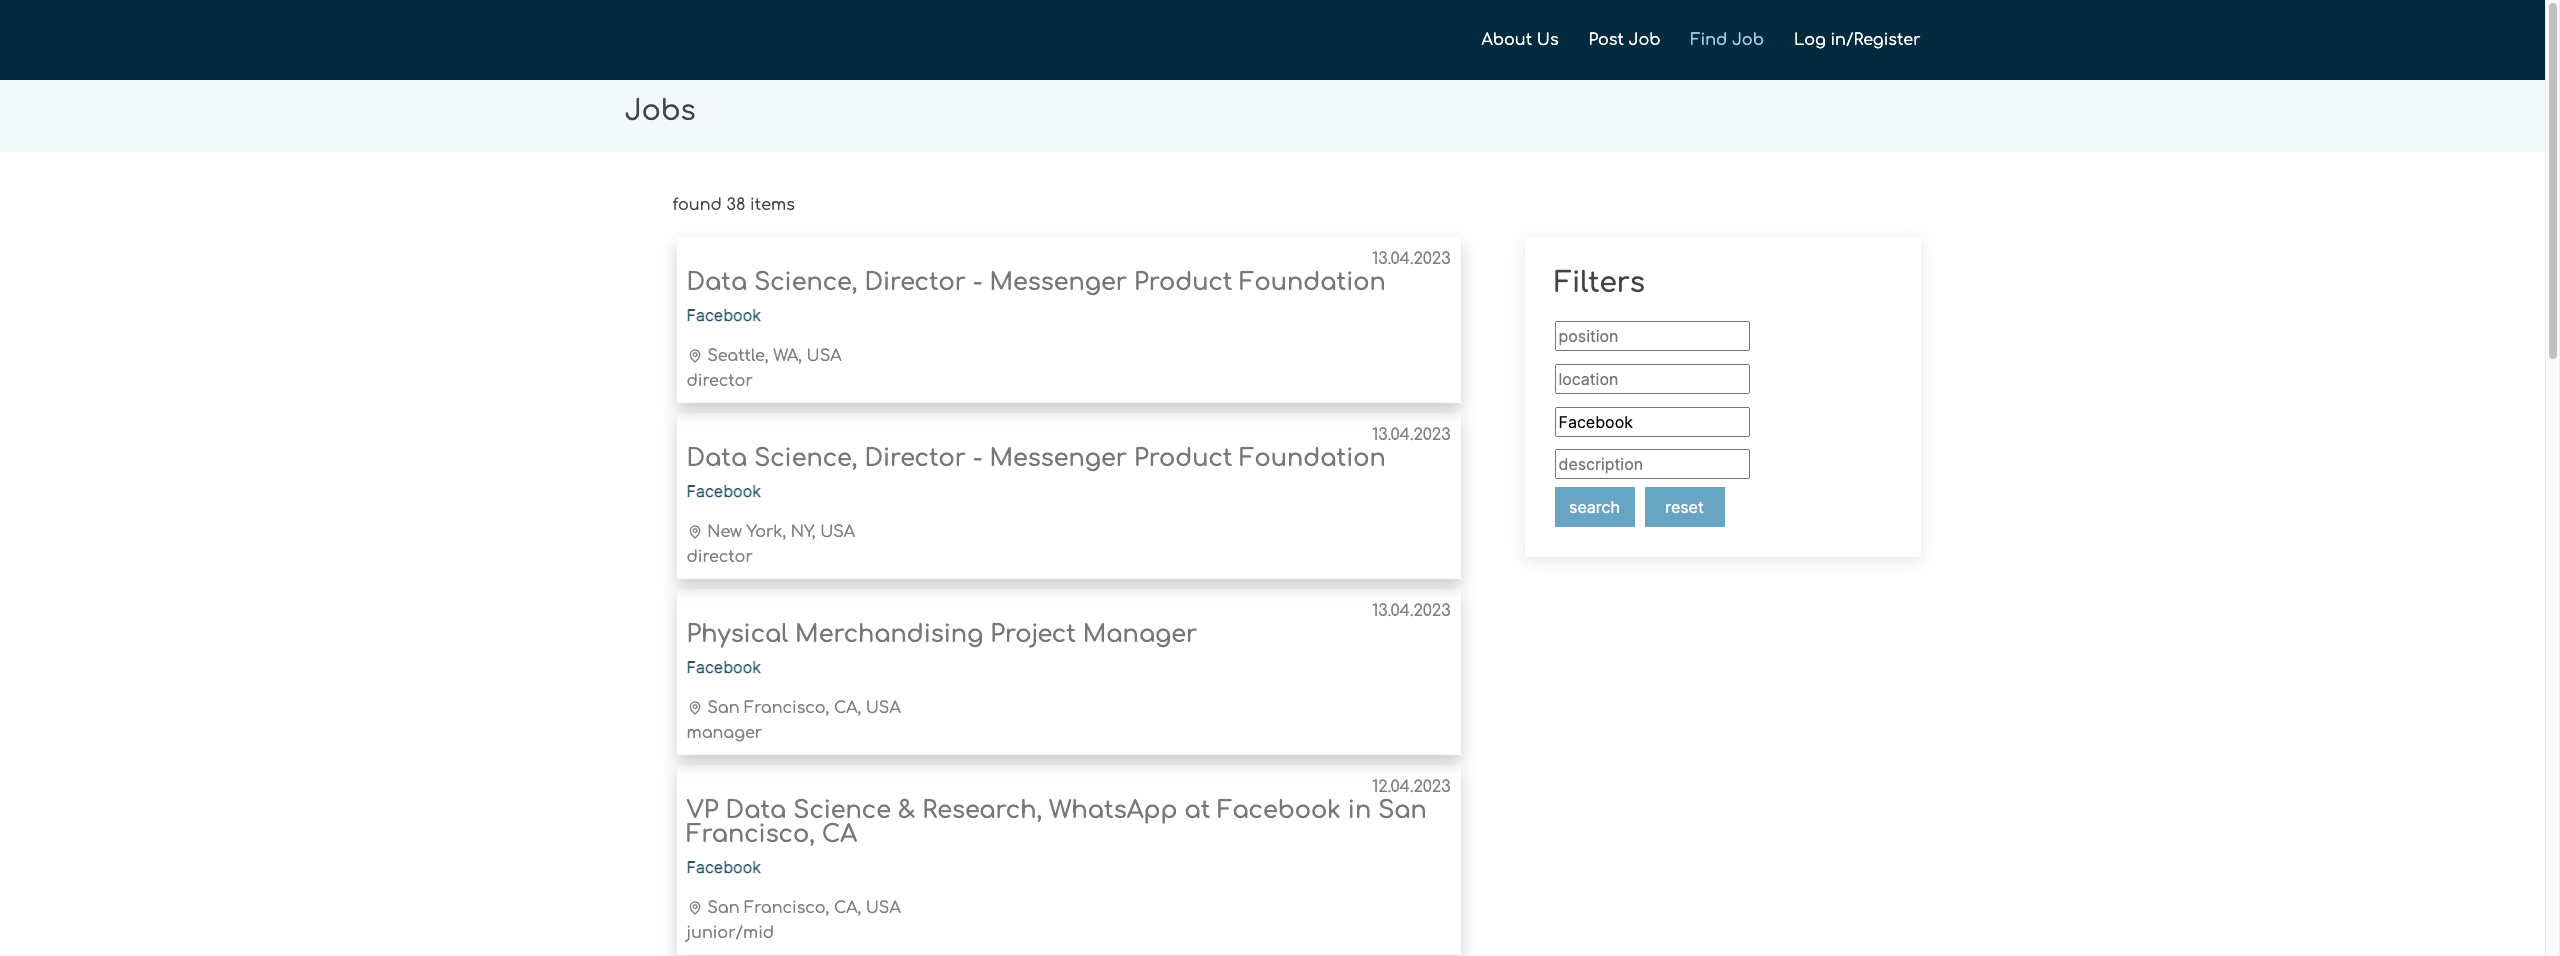 About Us Post Job Find Job Log in/Register
Jobs
found 38 items
13.04.2023
Data Science, Director - Messenger Product Foundation
Facebook
Seattle, WA, USA
director
13.04.2023
Data Science, Director - Messenger Product Foundation
Facebook
New York, NY, USA
director
13.04.2023
Physical Merchandising Project Manager
Facebook
San Francisco, CA, USA
manager
12.04.2023
VP Data Science & Research, WhatsApp at Facebook in San
Francisco, CA
Facebook
San Francisco, CA, USA
junior/mid
Filters
position
location
Facebook
description
search reset